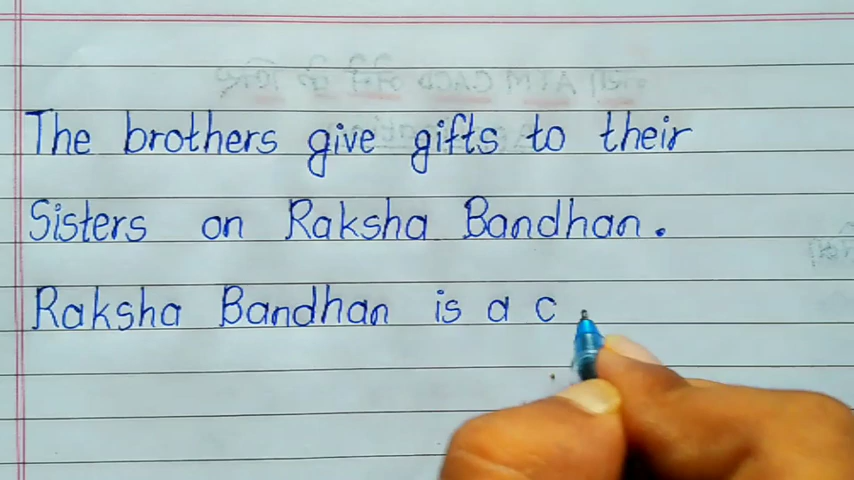 The brothers give gifts to their
Sisters on Raksha Bandhan.
Raksha Bandhan is a c